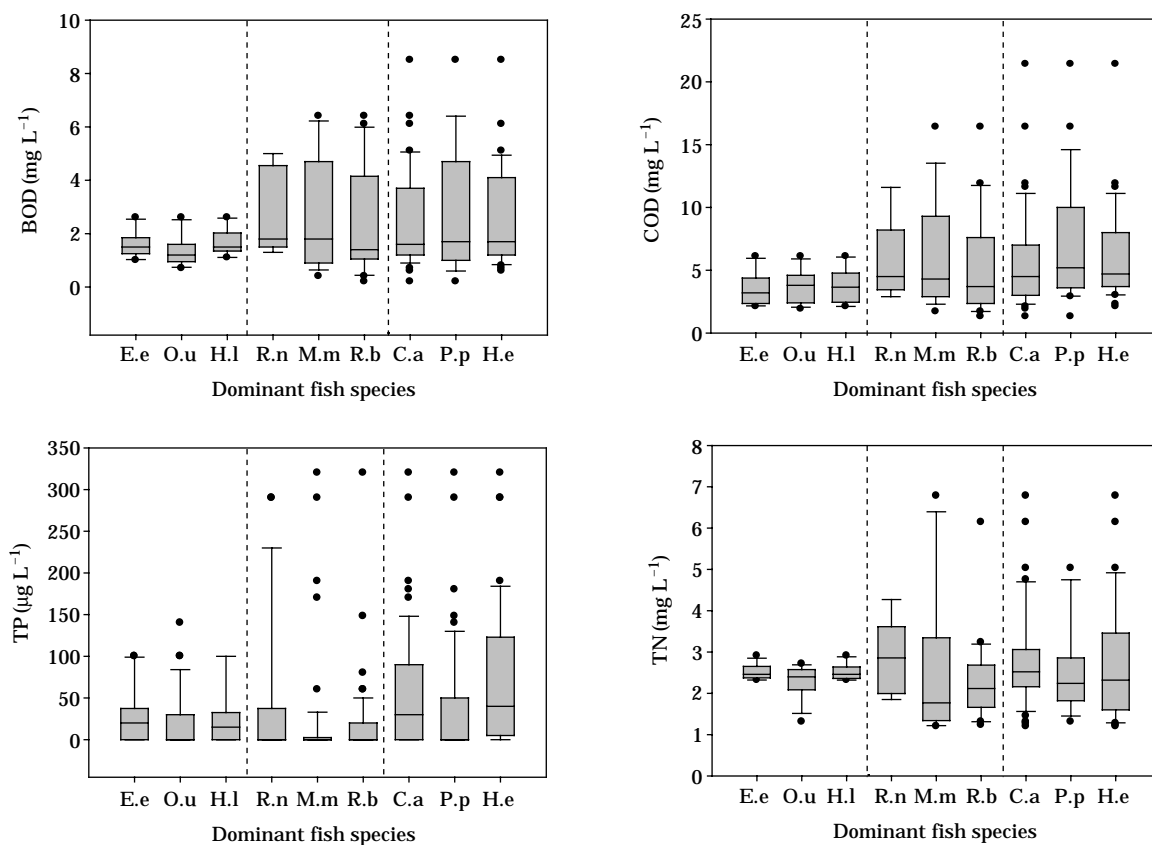 10
8
6
4
2
0
BOD (mg L⁻¹)
E.e O.u H.l R.n M.m R.b C.a P.p H.e
Dominant fish species
25
20
15
10
5
0
COD (mg L⁻¹)
E.e O.u H.l R.n M.m R.b C.a P.p H.e
Dominant fish species
350
300
250
200
150
100
50
0
TP (μg L⁻¹)
E.e O.u H.l R.n M.m R.b C.a P.p H.e
Dominant fish species
8
7
6
5
4
3
2
1
0
TN (mg L⁻¹)
E.e O.u H.l R.n M.m R.b C.a P.p H.e
Dominant fish species